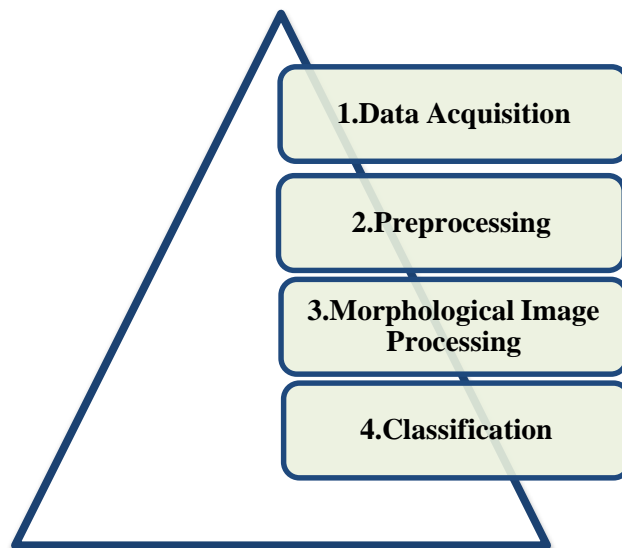 1.Data Acquisition
2.Preprocessing
3.Morphological Image
Processing
4.Classification